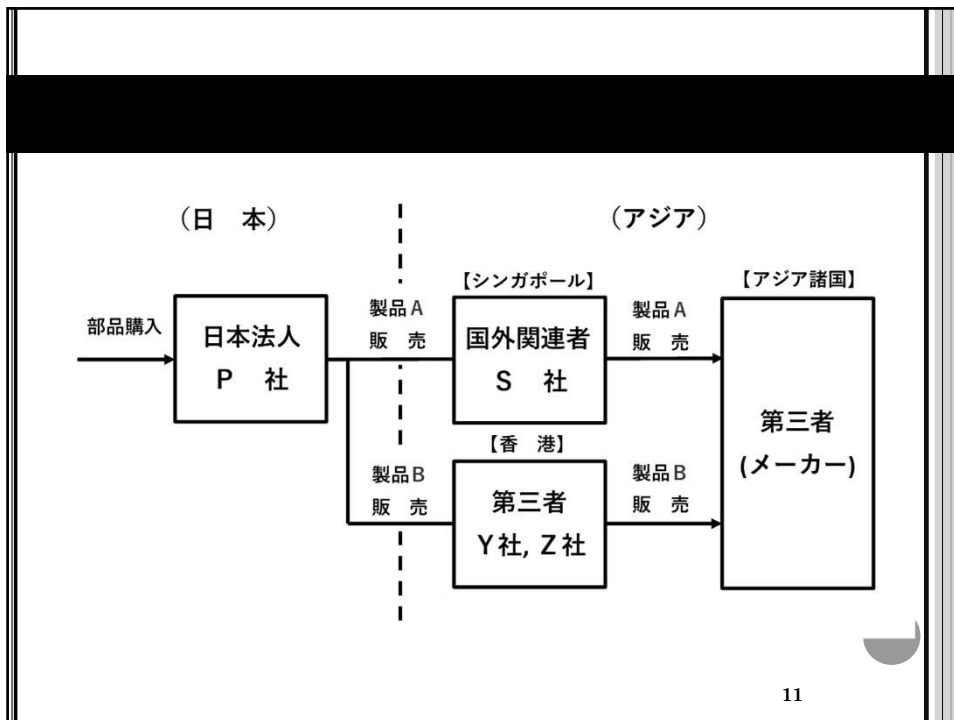 （日　本）
（アジア）
【シンガポール】
【アジア諸国】
部品購入
日本法人
P　社
製品A
販　売
国外関連者
S　社
製品A
販　売
第三者
(メーカー)
【香　港】
製品B
販　売
第三者
Y社, Z社
製品B
販　売
11